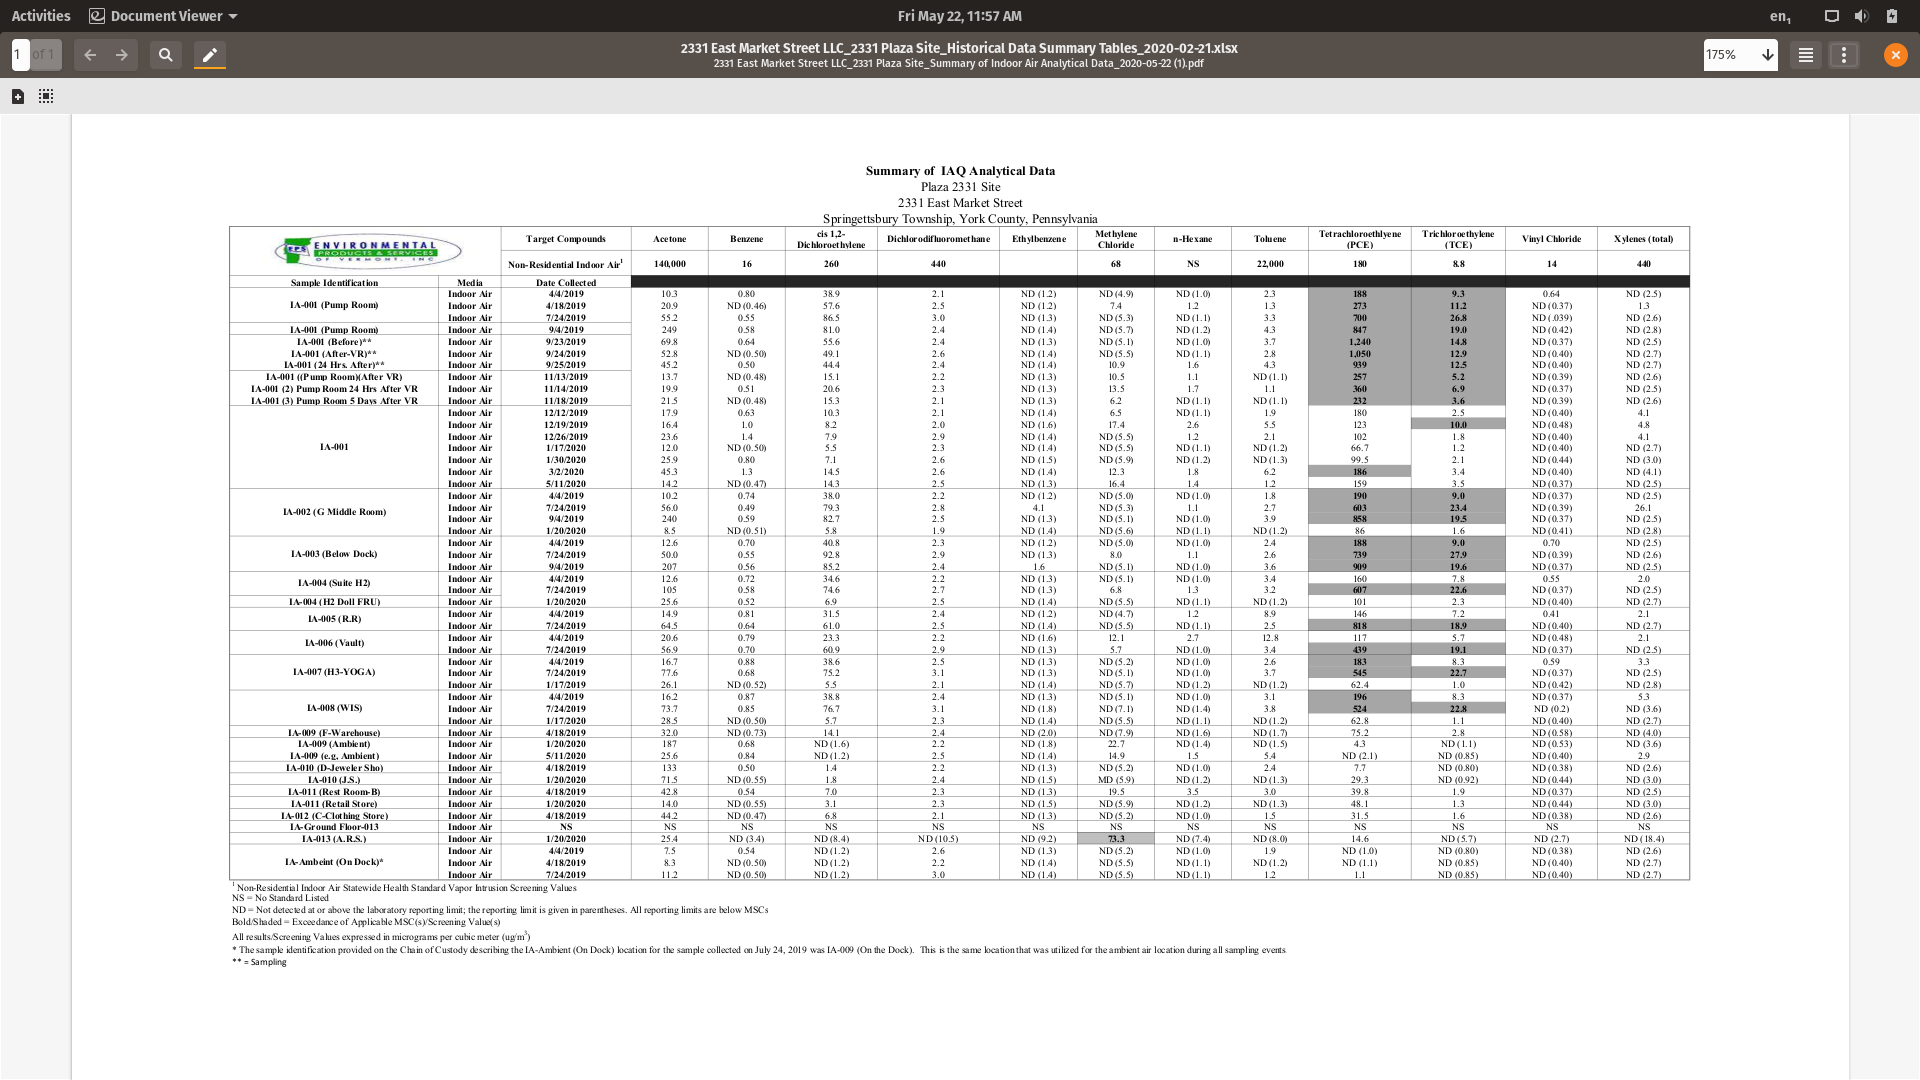 Activities Document Viewer Fri May 22, 11:57 AM en1
1 of 1 2331 East Market Street LLC_2331 Plaza Site_Historical Data Summary Tables_2020-02-21.xlsx 175%
2331 East Market Street LLC_2331 Plaza Site_Summary of Indoor Air Analytical Data_2020-05-22 (1).pdf
Summary of IAQ Analytical Data
Plaza 2331 Site
2331 East Market Street
Springettsbury Township, York County, Pennsylvania
EPS ENVIRONMENTAL PRODUCTS & SERVICES OF VERMONT, INC
Target Compounds Acetone Benzene cis 1,2-Dichloroethylene Dichlorodifluoromethane Ethylbenzene Methylene Chloride n-Hexane Toluene Tetrachloroethlyene (PCE) Trichloroethylene (TCE) Vinyl Chloride Xylenes (total)
Non-Residential Indoor Air1 140,000 16 260 440 68 NS 22,000 180 8.8 14 440
Sample Identification Media Date Collected
IA-001 (Pump Room) Indoor Air 4/4/2019 10.3 0.80 38.9 2.1 ND (1.2) ND (4.9) ND (1.0) 2.3 188 9.3 0.64 ND (2.5)
Indoor Air 4/18/2019 20.9 ND (0.46) 57.6 2.5 ND (1.2) 7.4 1.2 1.3 273 11.2 ND (0.37) 1.3
Indoor Air 7/24/2019 55.2 0.55 86.5 3.0 ND (1.3) ND (5.3) ND (1.1) 3.3 700 26.8 ND (.039) ND (2.6)
IA-001 (Pump Room) Indoor Air 9/4/2019 249 0.58 81.0 2.4 ND (1.4) ND (5.7) ND (1.2) 4.3 847 19.0 ND (0.42) ND (2.8)
IA-001 (Before)** Indoor Air 9/23/2019 69.8 0.64 55.6 2.4 ND (1.3) ND (5.1) ND (1.0) 3.7 1,240 14.8 ND (0.37) ND (2.5)
IA-001 (After-VR)** Indoor Air 9/24/2019 52.8 ND (0.50) 49.1 2.6 ND (1.4) ND (5.5) ND (1.1) 2.8 1,050 12.9 ND (0.40) ND (2.7)
IA-001 (24 Hrs. After)** Indoor Air 9/25/2019 45.2 0.50 44.4 2.4 ND (1.4) 10.9 1.6 4.3 939 12.5 ND (0.40) ND (2.7)
IA-001 ((Pump Room)(After VR) Indoor Air 11/13/2019 13.7 ND (0.48) 15.1 2.2 ND (1.3) 10.5 1.1 ND (1.1) 257 5.2 ND (0.39) ND (2.6)
IA-001 (2) Pump Room 24 Hrs After VR Indoor Air 11/14/2019 19.9 0.51 20.6 2.3 ND (1.3) 13.5 1.7 1.1 360 6.9 ND (0.37) ND (2.5)
IA-001 (3) Pump Room 5 Days After VR Indoor Air 11/18/2019 21.5 ND (0.48) 15.3 2.1 ND (1.3) 6.2 ND (1.1) ND (1.1) 232 3.6 ND (0.39) ND (2.6)
IA-001 Indoor Air 12/12/2019 17.9 0.63 10.3 2.1 ND (1.4) 6.5 ND (1.1) 1.9 180 2.5 ND (0.40) 4.1
Indoor Air 12/19/2019 16.4 1.0 8.2 2.0 ND (1.6) 17.4 2.6 5.5 123 10.0 ND (0.48) 4.8
Indoor Air 12/26/2019 23.6 1.4 7.9 2.9 ND (1.4) ND (5.5) 1.2 2.1 102 1.8 ND (0.40) 4.1
Indoor Air 1/17/2020 12.0 ND (0.50) 5.5 2.3 ND (1.4) ND (5.5) ND (1.1) ND (1.2) 66.7 1.2 ND (0.40) ND (2.7)
Indoor Air 1/30/2020 25.9 0.80 7.1 2.6 ND (1.5) ND (5.9) ND (1.2) ND (1.3) 99.5 2.1 ND (0.44) ND (3.0)
Indoor Air 3/2/2020 45.3 1.3 14.5 2.6 ND (1.4) 12.3 1.8 6.2 186 3.4 ND (0.40) ND (4.1)
Indoor Air 5/11/2020 14.2 ND (0.47) 14.3 2.5 ND (1.3) 16.4 1.4 1.2 159 3.5 ND (0.37) ND (2.5)
IA-002 (G Middle Room) Indoor Air 4/4/2019 10.2 0.74 38.0 2.2 ND (1.2) ND (5.0) ND (1.0) 1.8 190 9.0 ND (0.37) ND (2.5)
Indoor Air 7/24/2019 56.0 0.49 79.3 2.8 4.1 ND (5.3) 1.1 2.7 603 23.4 ND (0.39) 26.1
Indoor Air 9/4/2019 240 0.59 82.7 2.5 ND (1.3) ND (5.1) ND (1.0) 3.9 858 19.5 ND (0.37) ND (2.5)
Indoor Air 1/20/2020 8.5 ND (0.51) 5.8 1.9 ND (1.4) ND (5.6) ND (1.1) ND (1.2) 86 1.6 ND (0.41) ND (2.8)
IA-003 (Below Dock) Indoor Air 4/4/2019 12.6 0.70 40.8 2.3 ND (1.2) ND (5.0) ND (1.0) 2.4 188 9.0 0.70 ND (2.5)
Indoor Air 7/24/2019 50.0 0.55 92.8 2.9 ND (1.3) 8.0 1.1 2.6 739 27.9 ND (0.39) ND (2.6)
Indoor Air 9/4/2019 207 0.56 85.2 2.4 1.6 ND (5.1) ND (1.0) 3.6 909 19.6 ND (0.37) ND (2.5)
IA-004 (Suite H2) Indoor Air 4/4/2019 12.6 0.72 34.6 2.2 ND (1.3) ND (5.1) ND (1.0) 3.4 160 7.8 0.55 2.0
Indoor Air 7/24/2019 105 0.58 74.6 2.7 ND (1.3) 6.8 1.3 3.2 607 22.6 ND (0.37) ND (2.5)
IA-004 (H2 Doll FRU) Indoor Air 1/20/2020 25.6 0.52 6.9 2.5 ND (1.4) ND (5.5) ND (1.1) ND (1.2) 101 2.3 ND (0.40) ND (2.7)
IA-005 (R.R) Indoor Air 4/4/2019 14.9 0.81 31.5 2.4 ND (1.2) ND (4.7) 1.2 8.9 146 7.2 0.41 2.1
Indoor Air 7/24/2019 64.5 0.64 61.0 2.5 ND (1.4) ND (5.5) ND (1.1) 2.5 818 18.9 ND (0.40) ND (2.7)
IA-006 (Vault) Indoor Air 4/4/2019 20.6 0.79 23.3 2.2 ND (1.6) 12.1 2.7 12.8 117 5.7 ND (0.48) 2.1
Indoor Air 7/24/2019 56.9 0.70 60.9 2.9 ND (1.3) 5.7 ND (1.0) 3.4 439 19.1 ND (0.37) ND (2.5)
IA-007 (H3-YOGA) Indoor Air 4/4/2019 16.7 0.88 38.6 2.5 ND (1.3) ND (5.2) ND (1.0) 2.6 183 8.3 0.59 3.3
Indoor Air 7/24/2019 77.6 0.68 75.2 3.1 ND (1.3) ND (5.1) ND (1.0) 3.7 545 22.7 ND (0.37) ND (2.5)
Indoor Air 1/17/2020 26.1 ND (0.52) 5.5 2.1 ND (1.4) ND (5.7) ND (1.2) ND (1.2) 62.4 1.0 ND (0.42) ND (2.8)
IA-008 (WIS) Indoor Air 4/4/2019 16.2 0.87 38.8 2.4 ND (1.3) ND (5.1) ND (1.0) 3.1 196 8.3 ND (0.37) 5.3
Indoor Air 7/24/2019 73.7 0.85 76.7 3.1 ND (1.8) ND (7.1) ND (1.4) 3.8 524 22.8 ND (0.2) ND (3.6)
Indoor Air 1/17/2020 28.5 ND (0.50) 5.7 2.1 ND (1.4) ND (5.5) ND (1.1) ND (1.2) 62.8 1.1 ND (0.40) ND (2.7)
IA-009 (F-Warehouse) Indoor Air 4/18/2019 32.0 ND (0.73) 14.1 2.4 ND (2.0) ND (7.9) ND (1.6) ND (1.7) 75.2 2.8 ND (0.58) ND (4.0)
IA-009 (Ambient) Indoor Air 1/20/2020 187 0.68 ND (1.6) 2.2 ND (1.8) 22.7 ND (1.4) ND (1.5) 4.3 ND (1.1) ND (0.53) ND (3.6)
IA-009 (e.g, Ambient) Indoor Air 5/11/2020 25.6 0.84 ND (1.2) 2.5 ND (1.4) 14.9 1.5 5.4 ND (2.1) ND (0.85) ND (0.40) 2.9
IA-010 (D-Jeweler Sho) Indoor Air 4/18/2019 133 0.50 1.4 2.2 ND (1.3) ND (5.2) ND (1.0) 2.4 7.7 ND (0.80) ND (0.38) ND (2.6)
IA-010 (J.S.) Indoor Air 1/20/2020 71.5 ND (0.55) 1.8 2.4 ND (1.5) MD (5.9) ND (1.2) ND (1.3) 29.3 ND (0.92) ND (0.44) ND (3.0)
IA-011 (Rest Room-B) Indoor Air 4/18/2019 42.8 0.54 7.0 2.3 ND (1.3) 19.5 3.5 3.0 39.8 1.9 ND (0.37) ND (2.5)
IA-011 (Retail Store) Indoor Air 1/20/2020 14.0 ND (0.55) 3.1 2.3 ND (1.5) ND (5.9) ND (1.2) ND (1.3) 48.1 1.3 ND (0.44) ND (3.0)
IA-012 (C-Clothing Store) Indoor Air 4/18/2019 44.2 ND (0.47) 6.8 2.1 ND (1.3) ND (5.2) ND (1.0) 1.5 31.5 1.6 ND (0.38) ND (2.6)
IA-Ground Floor-013 Indoor Air NS NS NS NS NS NS NS NS NS NS NS NS NS
IA-013 (A.R.S.) Indoor Air 1/20/2020 25.4 ND (3.4) ND (8.4) ND (10.5) ND (9.2) 73.3 ND (7.4) ND (8.0) 14.6 ND (5.7) ND (2.7) ND (18.4)
IA-Ambeint (On Dock)* Indoor Air 4/4/2019 7.5 0.54 ND (1.2) 2.6 ND (1.3) ND (5.2) ND (1.0) 1.9 ND (1.0) ND (0.80) ND (0.38) ND (2.6)
Indoor Air 4/18/2019 8.3 ND (0.50) ND (1.2) 2.2 ND (1.4) ND (5.5) ND (1.1) ND (1.2) ND (1.1) ND (0.85) ND (0.40) ND (2.7)
Indoor Air 7/24/2019 11.2 ND (0.50) ND (1.2) 3.0 ND (1.4) ND (5.5) ND (1.1) 1.2 1.1 ND (0.85) ND (0.40) ND (2.7)
1 Non-Residential Indoor Air Statewide Health Standard Vapor Intrusion Screening Values
NS = No Standard Listed
ND = Not detected at or above the laboratory reporting limit; the reporting limit is given in parentheses. All reporting limits are below MSCs
Bold/Shaded = Exceedance of Applicable MSC(s)/Screening Value(s)
All results/Screening Values expressed in micrograms per cubic meter (ug/m3)
* The sample identification provided on the Chain of Custody describing the IA-Ambient (On Dock) location for the sample collected on July 24, 2019 was IA-009 (On the Dock). This is the same location that was utilized for the ambient air location during all sampling events
** = Sampling